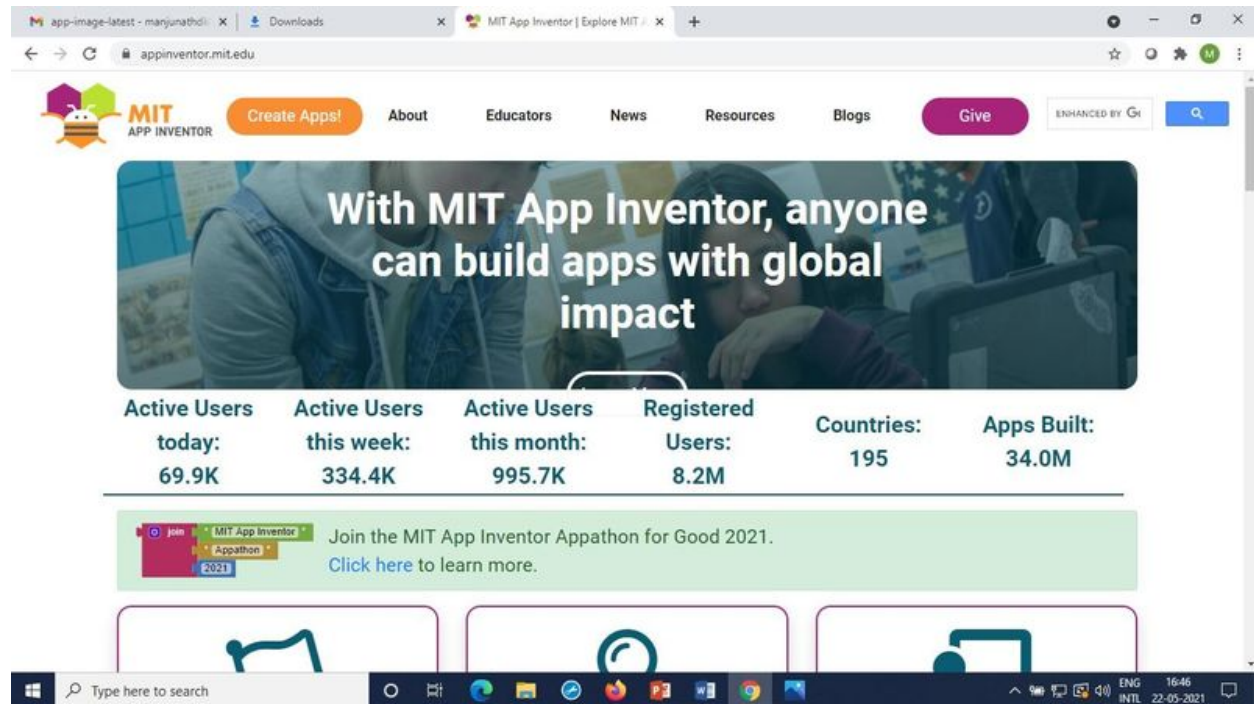 app-image-latest - manjunathdi
Downloads
MIT App Inventor | Explore MIT A
appinventor.mit.edu
M
MIT
APP INVENTOR
Create Apps!
About
Educators
News
Resources
Blogs
Give
ENHANCED BY
With MIT App Inventor, anyone
can build apps with global
impact
Active Users
today:
69.9K
Active Users
this week:
334.4K
Active Users
this month:
995.7K
Registered
Users:
8.2M
Countries:
195
Apps Built:
34.0M
join " MIT App Inventor "
" Appathon "
2021
Join the MIT App Inventor Appathon for Good 2021.
Click here to learn more.
Type here to search
ENG
INTL
16:46
22-05-2021